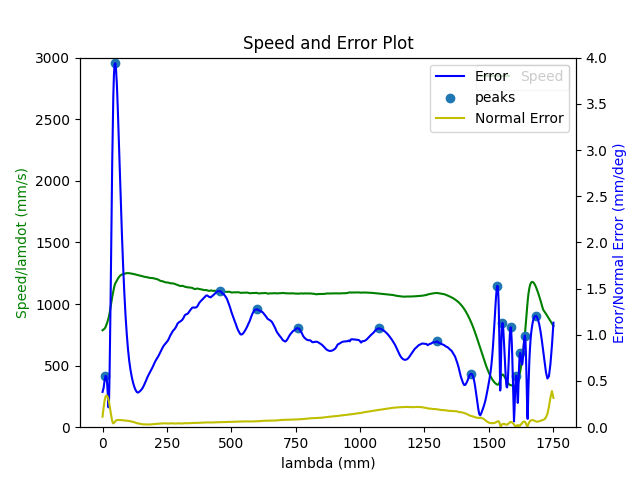 Speed and Error Plot
3000
2500
2000
1500
1000
500
0
Speed/lamdot (mm/s)
4.0
3.5
3.0
2.5
2.0
1.5
1.0
0.5
0.0
Error/Normal Error (mm/deg)
Error
Speed
peaks
Normal Error
0 250 500 750 1000 1250 1500 1750
lambda (mm)